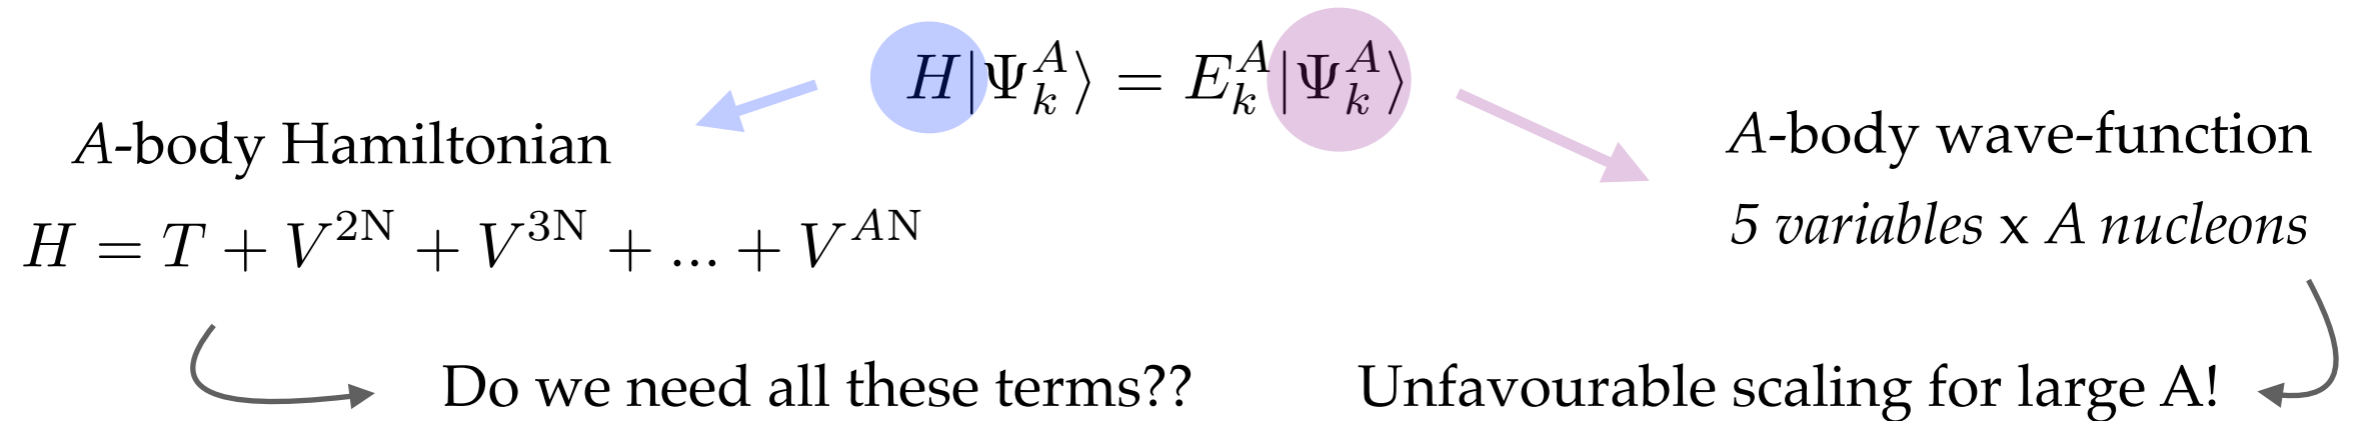 H|Ψ_k^A⟩ = E_k^A|Ψ_k^A⟩
A-body Hamiltonian
H = T + V^{2N} + V^{3N} + ... + V^{AN}
Do we need all these terms??
A-body wave-function
5 variables x A nucleons
Unfavourable scaling for large A!